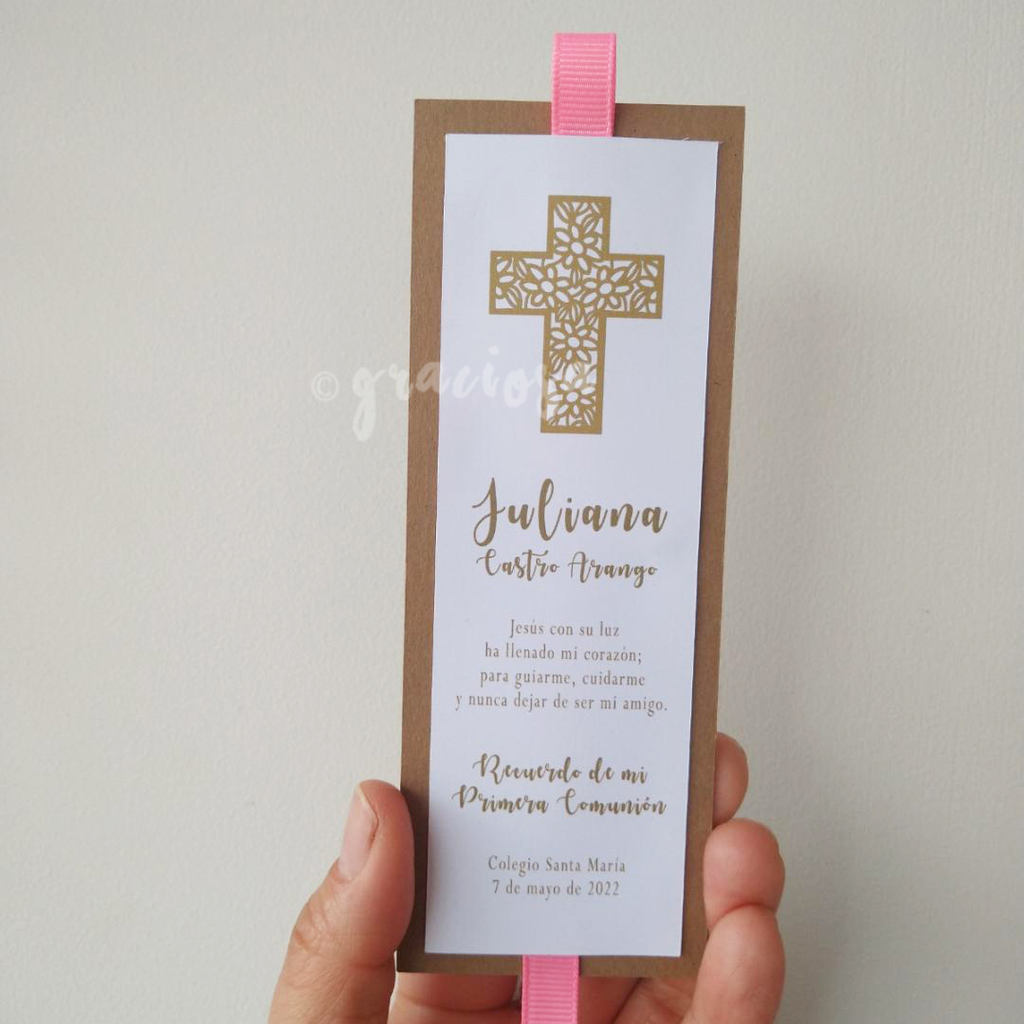 © graciosa
Juliana
Castro Arango
Jesús con su luz
ha llenado mi corazón;
para guiarme, cuidarme
y nunca dejar de ser mi amigo.
Recuerdo de mi
Primera Comunión
Colegio Santa María
7 de mayo de 2022